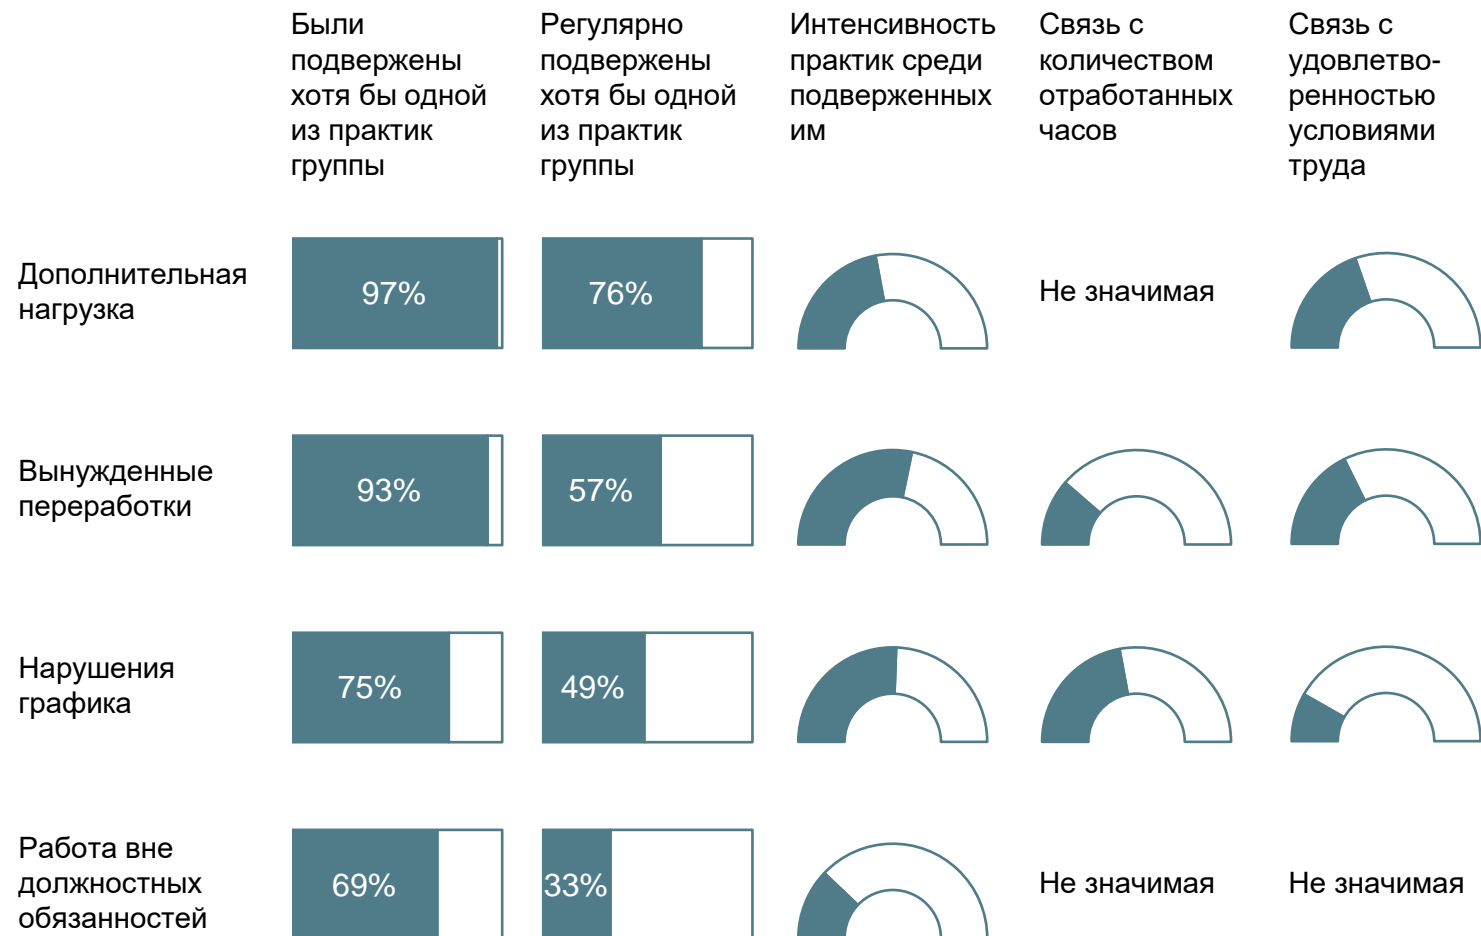 Были
подвержены
хотя бы одной
из практик
группы
Регулярно
подвержены
хотя бы одной
из практик
группы
Интенсивность
практик среди
подверженных
им
Связь с
количеством
отработанных
часов
Связь с
удовлетво-
ренностью
условиями
труда
Дополнительная
нагрузка
97%
76%
Не значимая
Вынужденные
переработки
93%
57%
Нарушения
графика
75%
49%
Работа вне
должностных
обязанностей
69%
33%
Не значимая
Не значимая